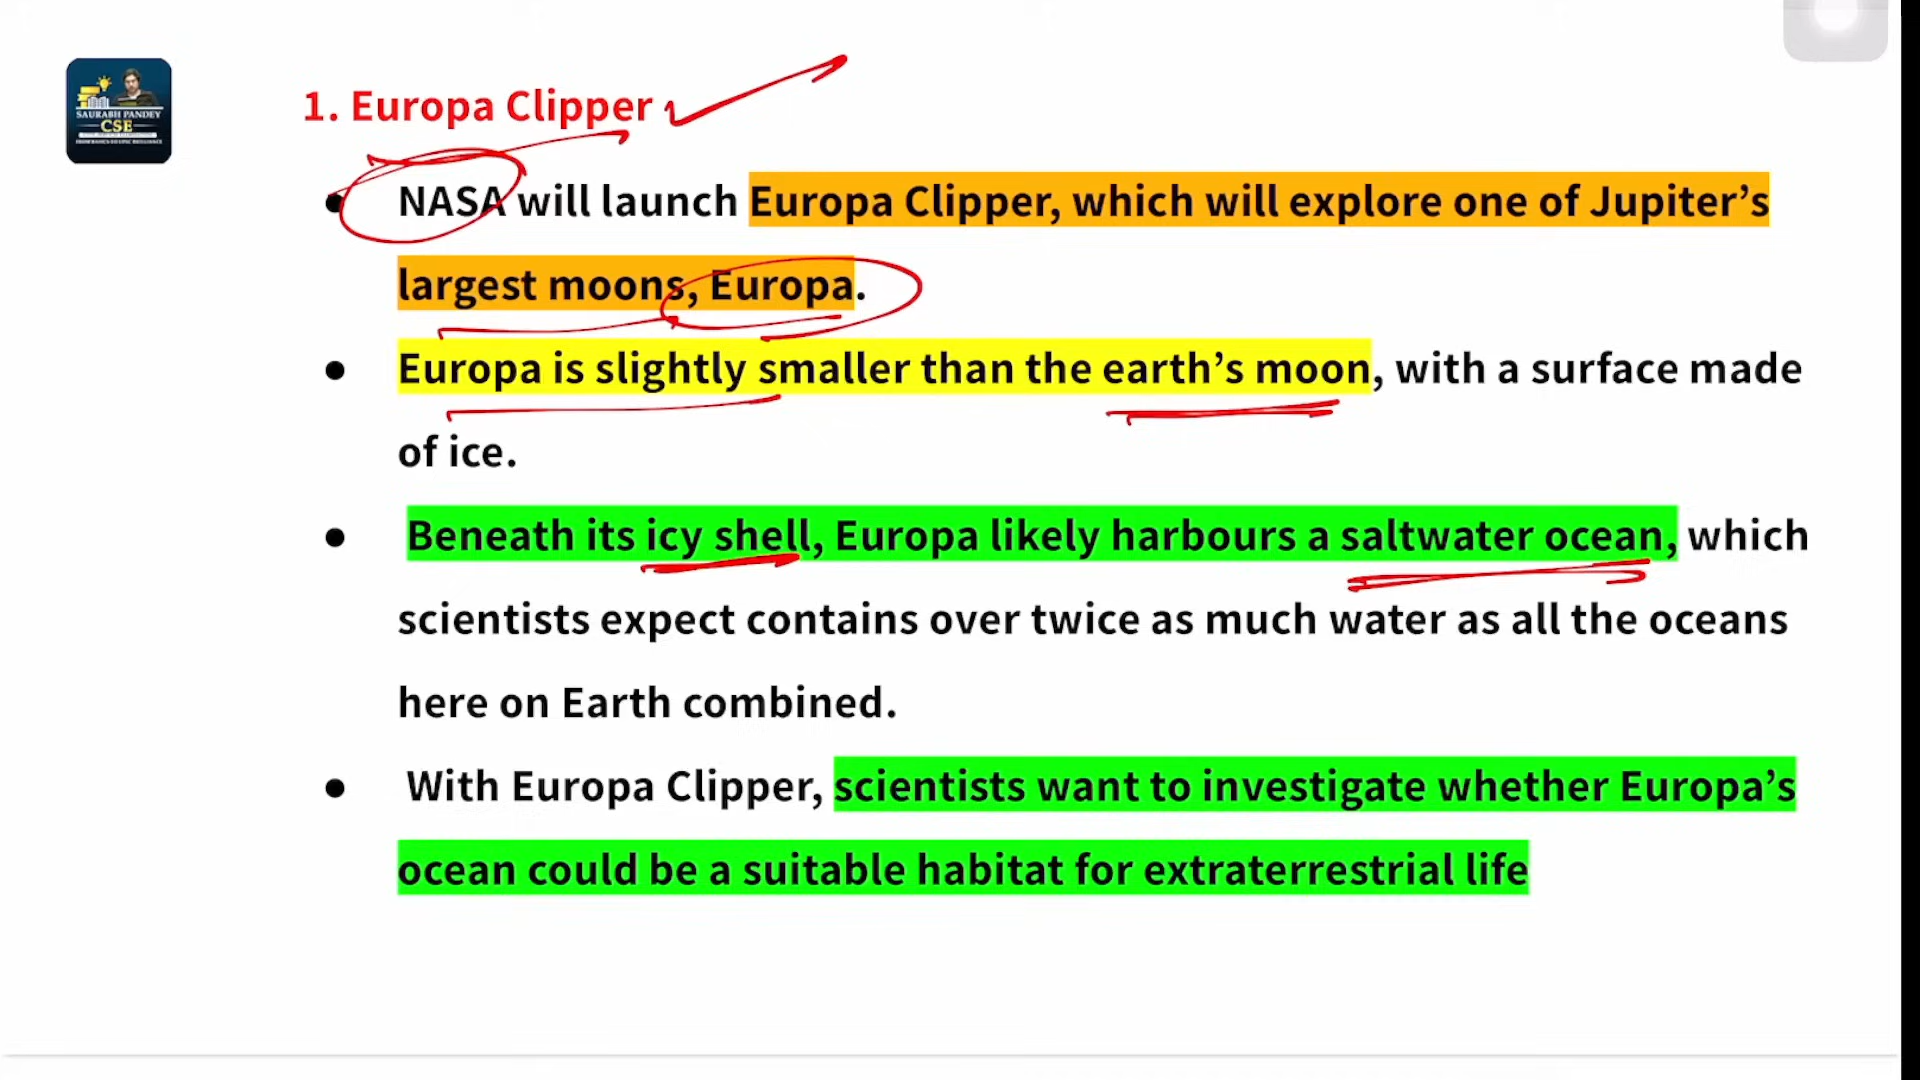 SAURABH PANDEY
CSE
1. Europa Clipper
● NASA will launch Europa Clipper, which will explore one of Jupiter’s
largest moons, Europa.
● Europa is slightly smaller than the earth’s moon, with a surface made
of ice.
● Beneath its icy shell, Europa likely harbours a saltwater ocean, which
scientists expect contains over twice as much water as all the oceans
here on Earth combined.
● With Europa Clipper, scientists want to investigate whether Europa’s
ocean could be a suitable habitat for extraterrestrial life